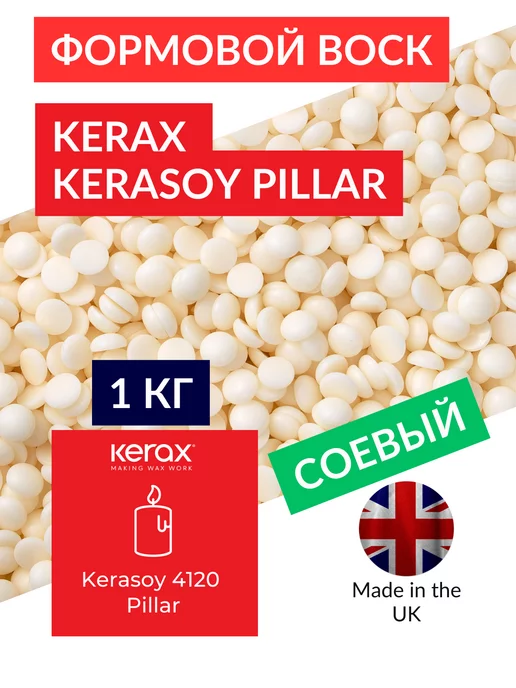 ФОРМОВОЙ ВОСК
KERAX
KERASOY PILLAR
1 КГ
kerax®
MAKING WAX WORK
Kerasoy 4120
Pillar
СОЕВЫЙ
Made in the
UK